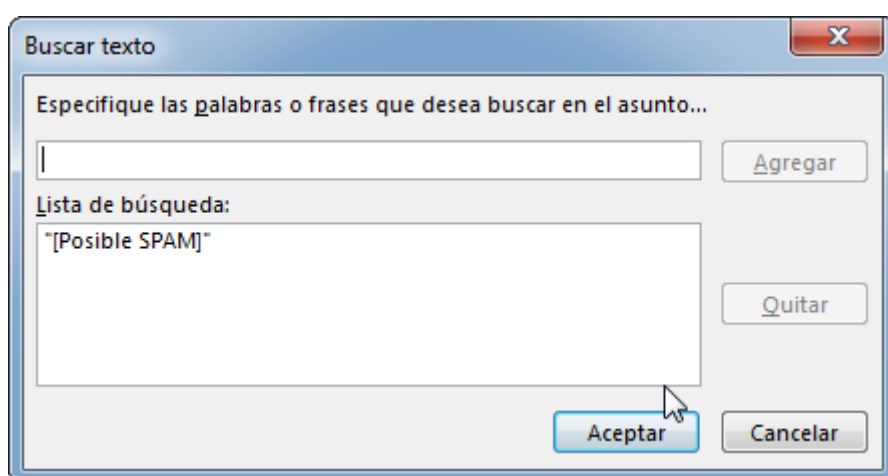 Buscar texto
Especifique las palabras o frases que desea buscar en el asunto...
Agregar
Lista de búsqueda:
"[Posible SPAM]"
Quitar
Aceptar
Cancelar